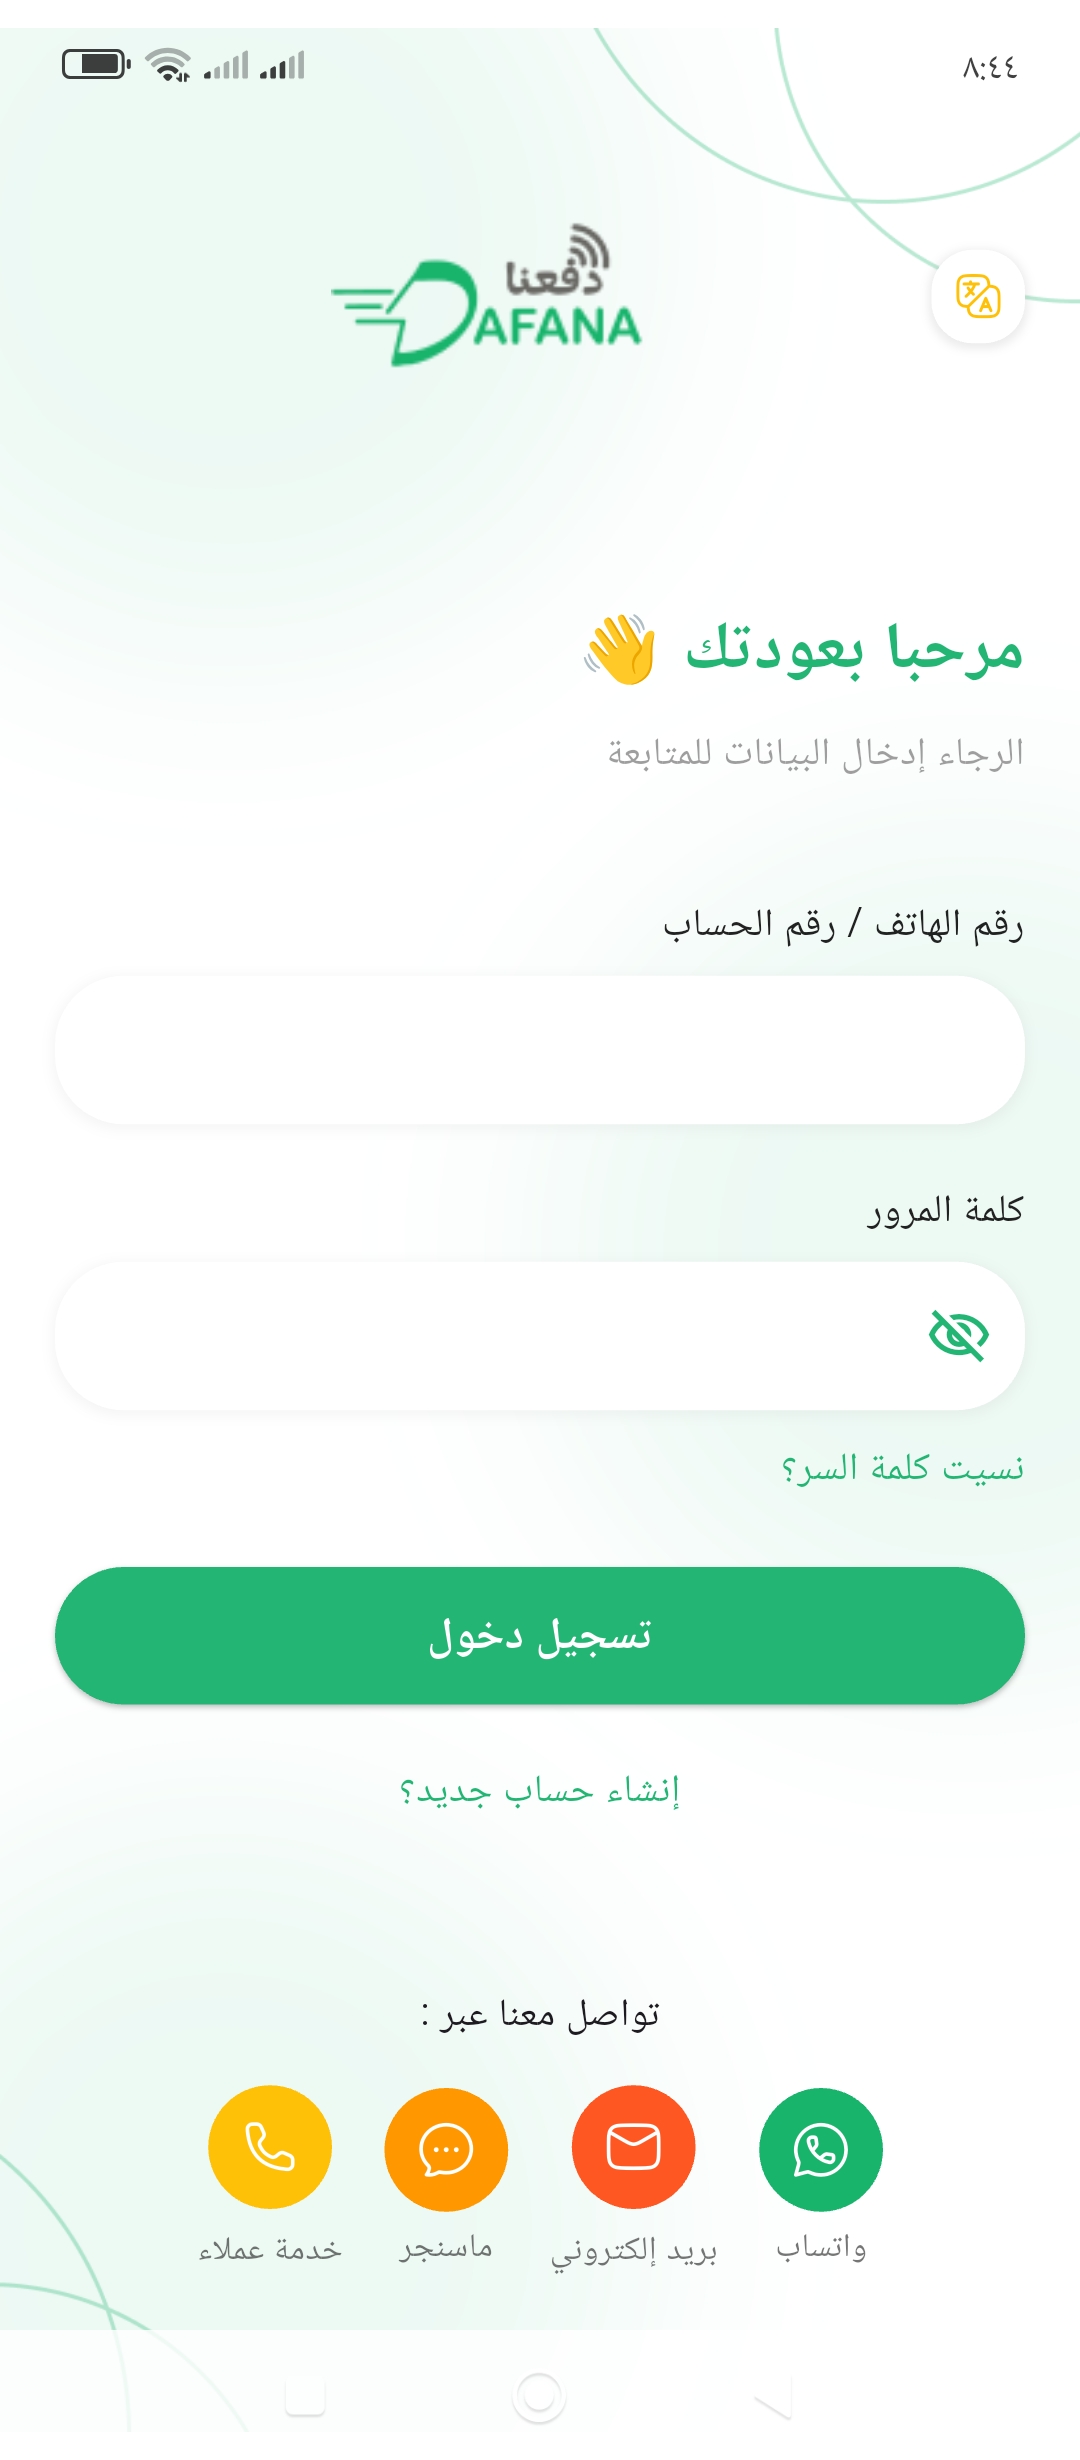 ٨:٤٤
دفعنا
DAFANA
مرحبا بعودتك 👋
الرجاء إدخال البيانات للمتابعة
رقم الهاتف / رقم الحساب
كلمة المرور
نسيت كلمة السر؟
تسجيل دخول
إنشاء حساب جديد؟
تواصل معنا عبر :
واتساب
بريد إلكتروني
ماسنجر
خدمة عملاء